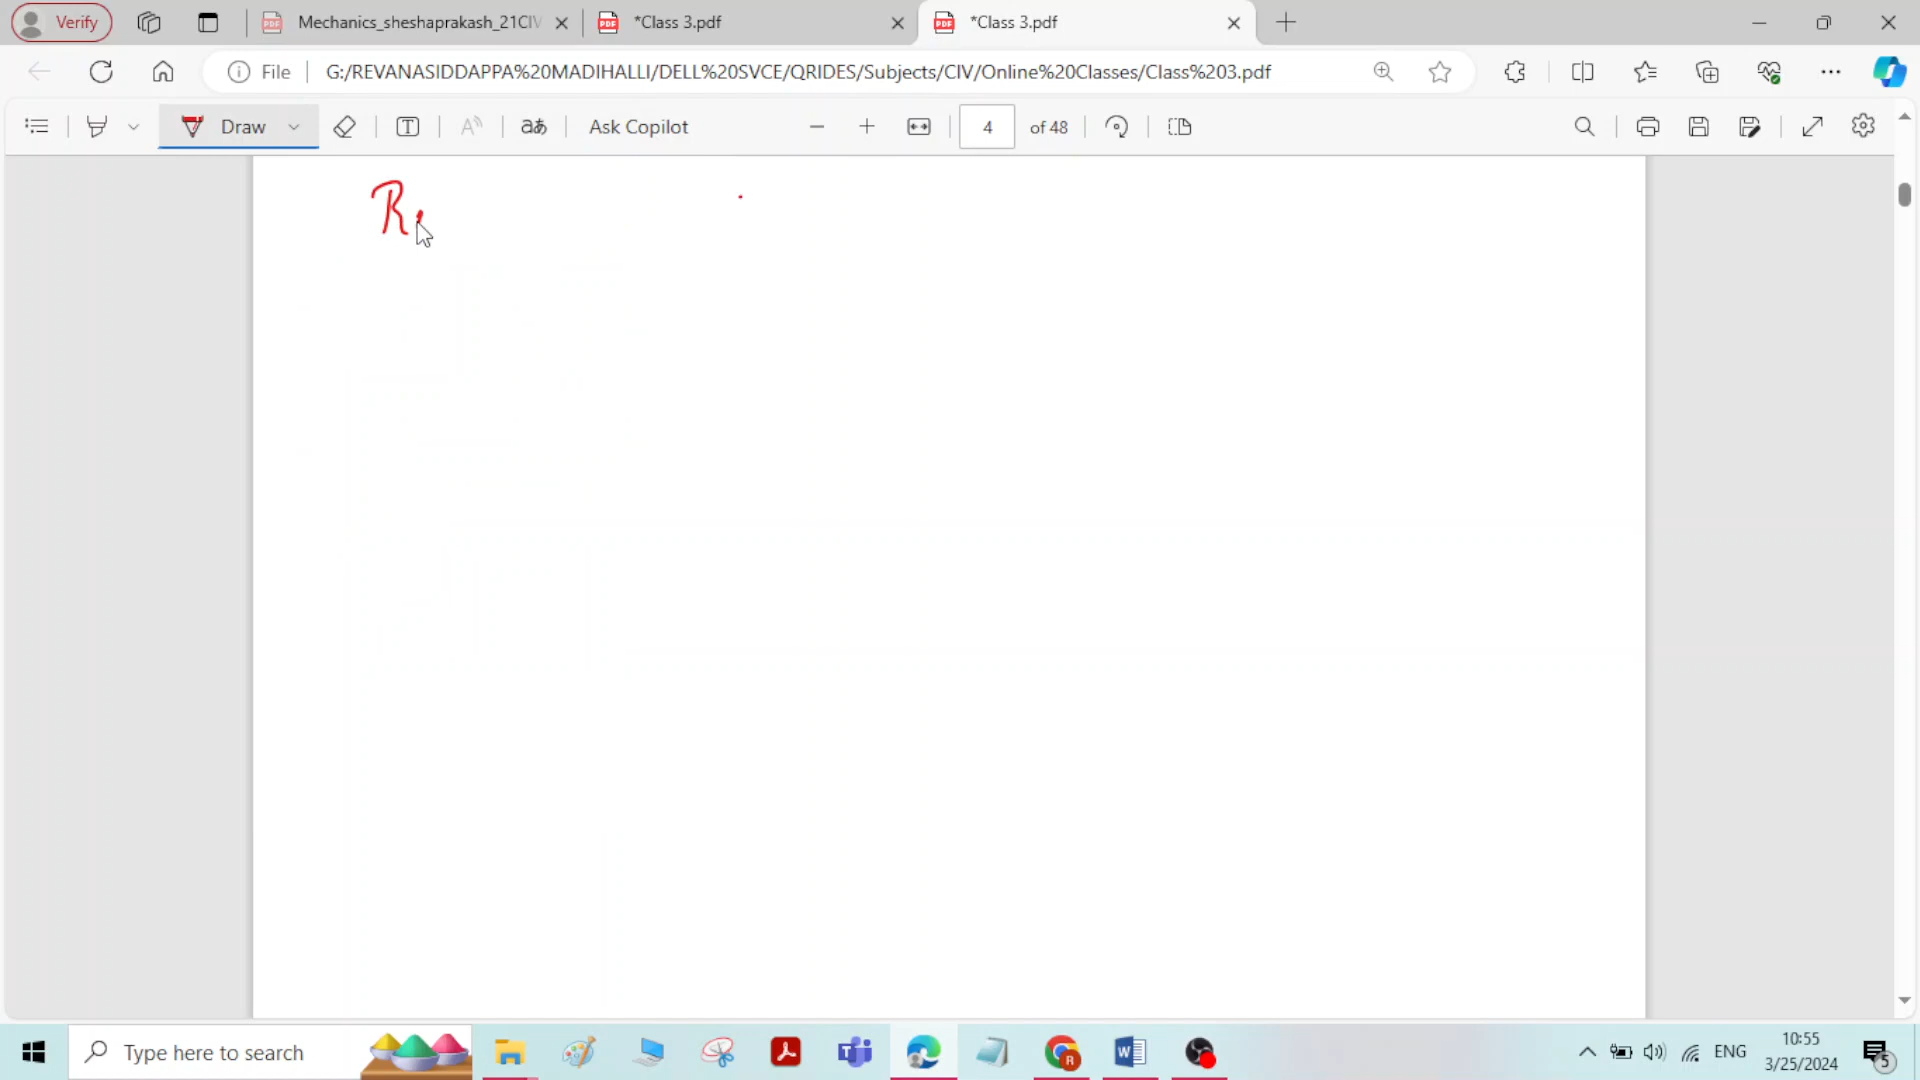 Verify
Mechanics_sheshaprakash_21CIV
*Class 3.pdf
*Class 3.pdf
File
G:/REVANASIDDAPPA%20MADIHALLI/DELL%20SVCE/QRIDES/Subjects/CIV/Online%20Classes/Class%203.pdf
Draw
Ask Copilot
4
of 48
R
Type here to search
ENG
10:55
3/25/2024
5